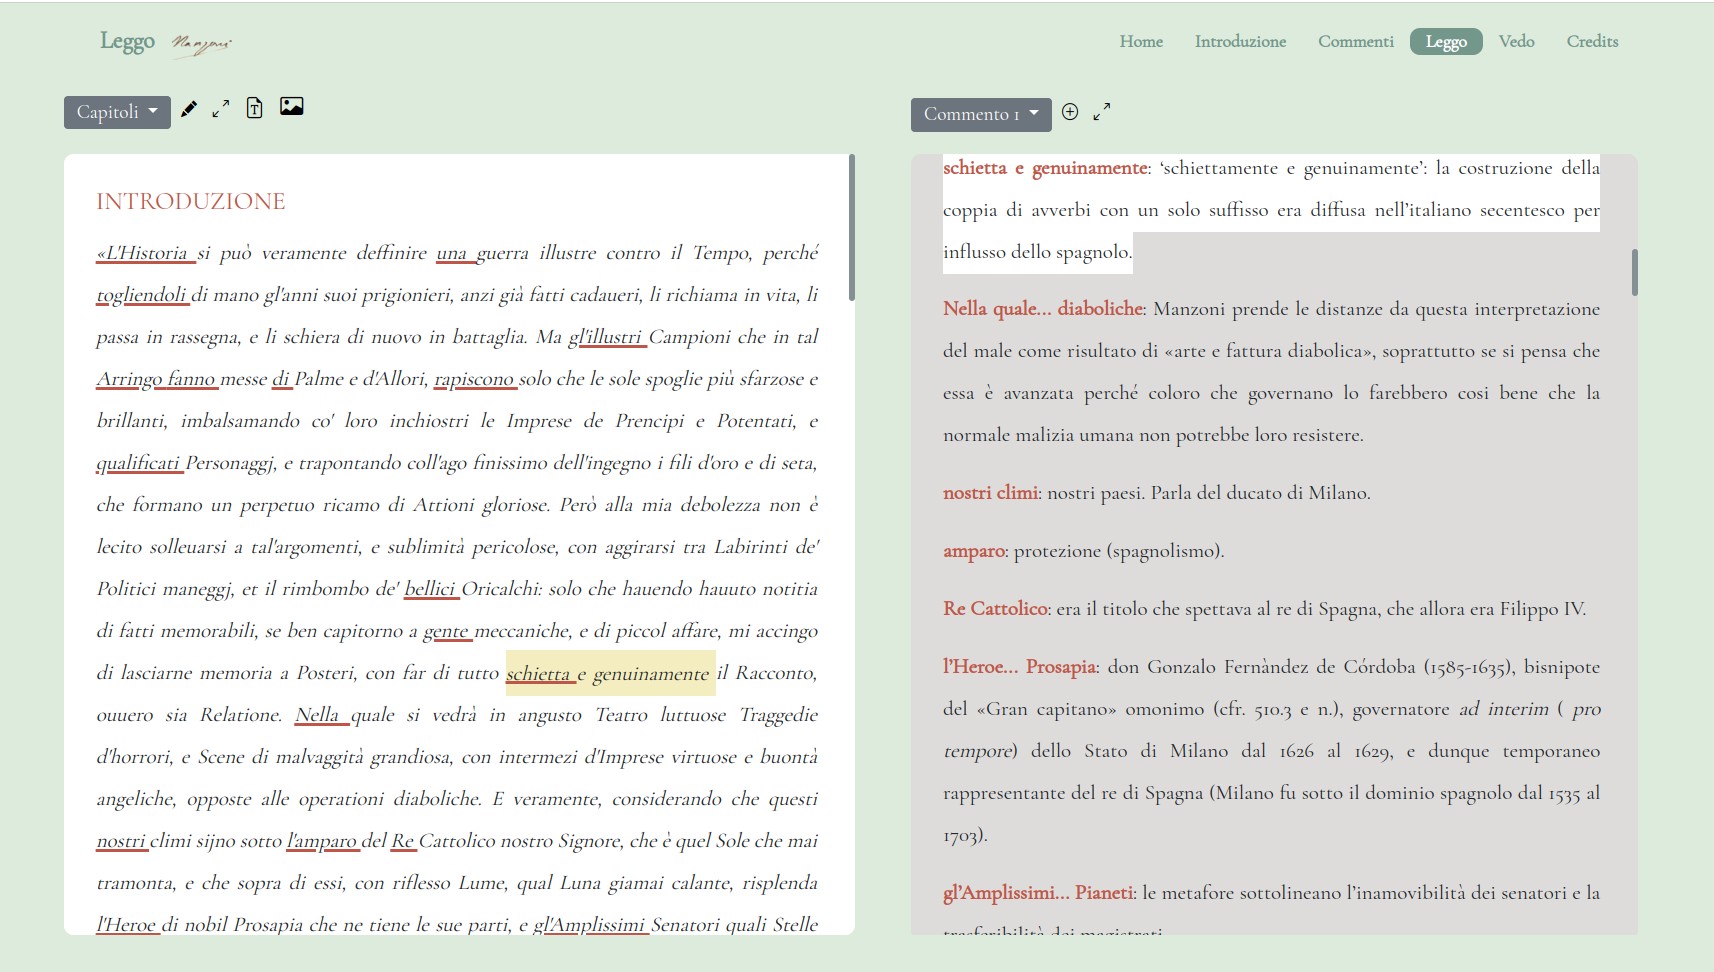 Leggo Manzoni
Home Introduzione Commenti Leggo Vedo Credits
Capitoli
INTRODUZIONE
«L'Historia si può veramente deffinire una guerra illustre contro il Tempo, perché
togliendoli di mano gl'anni suoi prigionieri, anzi già fatti cadaueri, li richiama in vita, li
passa in rassegna, e li schiera di nuovo in battaglia. Ma gl'illustri Campioni che in tal
Arringo fanno messe di Palme e d'Allori, rapiscono solo che le sole spoglie più sfarzose e
brillanti, imbalsamando co' loro inchiostri le Imprese de Prencipi e Potentati, e
qualificati Personaggj, e trapontando coll'ago finissimo dell'ingegno i fili d'oro e di seta,
che formano un perpetuo ricamo di Attioni gloriose. Però alla mia debolezza non è
lecito solleuarsi a tal'argomenti, e sublimità pericolose, con aggirarsi tra Labirinti de'
Politici maneggj, et il rimbombo de' bellici Oricalchi: solo che hauendo hauuto notitia
di fatti memorabili, se ben capitorno a gente meccaniche, e di piccol affare, mi accingo
di lasciarne memoria a Posteri, con far di tutto schietta e genuinamente il Racconto,
ouuero sia Relatione. Nella quale si vedrà in angusto Teatro luttuose Traggedie
d'horrori, e Scene di malvaggità grandiosa, con intermezi d'Imprese virtuose e buontà
angeliche, opposte alle operationi diaboliche. E veramente, considerando che questi
nostri climi sijno sotto l'amparo del Re Cattolico nostro Signore, che è quel Sole che mai
tramonta, e che sopra di essi, con riflesso Lume, qual Luna giamai calante, risplenda
l'Heroe di nobil Prosapia che ne tiene le sue parti, e gl'Amplissimi Senatori quali Stelle
Commento 1
schietta e genuinamente: ‘schiettamente e genuinamente’: la costruzione della
coppia di avverbi con un solo suffisso era diffusa nell’italiano secentesco per
influsso dello spagnolo.
Nella quale... diaboliche: Manzoni prende le distanze da questa interpretazione
del male come risultato di «arte e fattura diabolica», soprattutto se si pensa che
essa è avanzata perché coloro che governano lo farebbero cosi bene che la
normale malizia umana non potrebbe loro resistere.
nostri climi: nostri paesi. Parla del ducato di Milano.
amparo: protezione (spagnolismo).
Re Cattolico: era il titolo che spettava al re di Spagna, che allora era Filippo IV.
l’Heroe... Prosapia: don Gonzalo Fernàndez de Córdoba (1585-1635), bisnipote
del «Gran capitano» omonimo (cfr. 510.3 e n.), governatore ad interim ( pro
tempore) dello Stato di Milano dal 1626 al 1629, e dunque temporaneo
rappresentante del re di Spagna (Milano fu sotto il dominio spagnolo dal 1535 al
1703).
gl’Amplissimi... Pianeti: le metafore sottolineano l’inamovibilità dei senatori e la
trasferibilità dei magistrati.